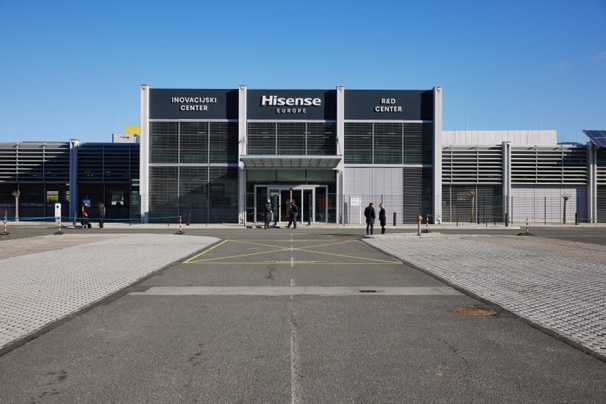 INOVACIJSKI
CENTER
Hisense
EUROPE
R&D
CENTER